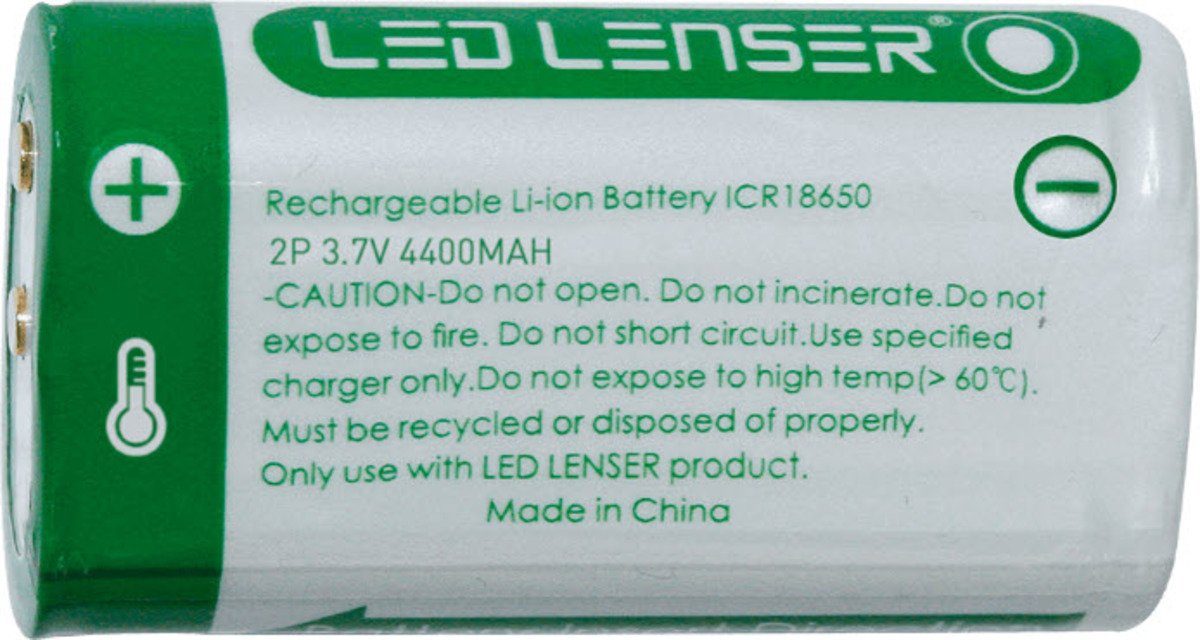 LED LENSER®
Rechargeable Li-ion Battery ICR18650
2P 3.7V 4400MAH
-CAUTION-Do not open. Do not incinerate.Do not
expose to fire. Do not short circuit.Use specified
charger only.Do not expose to high temp(> 60℃).
Must be recycled or disposed of properly.
Only use with LED LENSER product.
Made in China